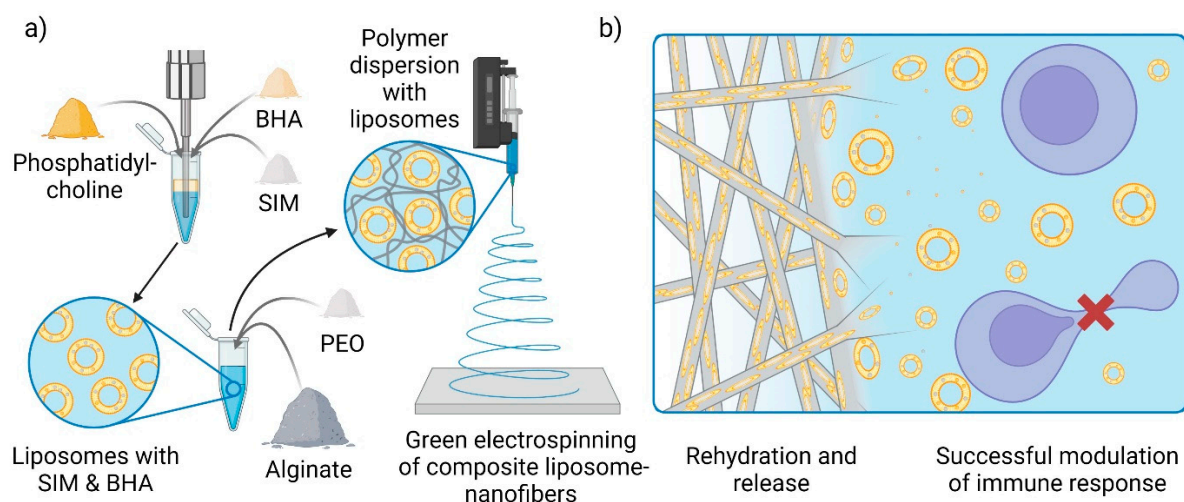 a)
Phosphatidyl-
choline
BHA
SIM
Polymer
dispersion
with
liposomes
Liposomes with
SIM & BHA
PEO
Alginate
Green electrospinning
of composite liposome-
nanofibers
b)
Rehydration and
release
Successful modulation
of immune response